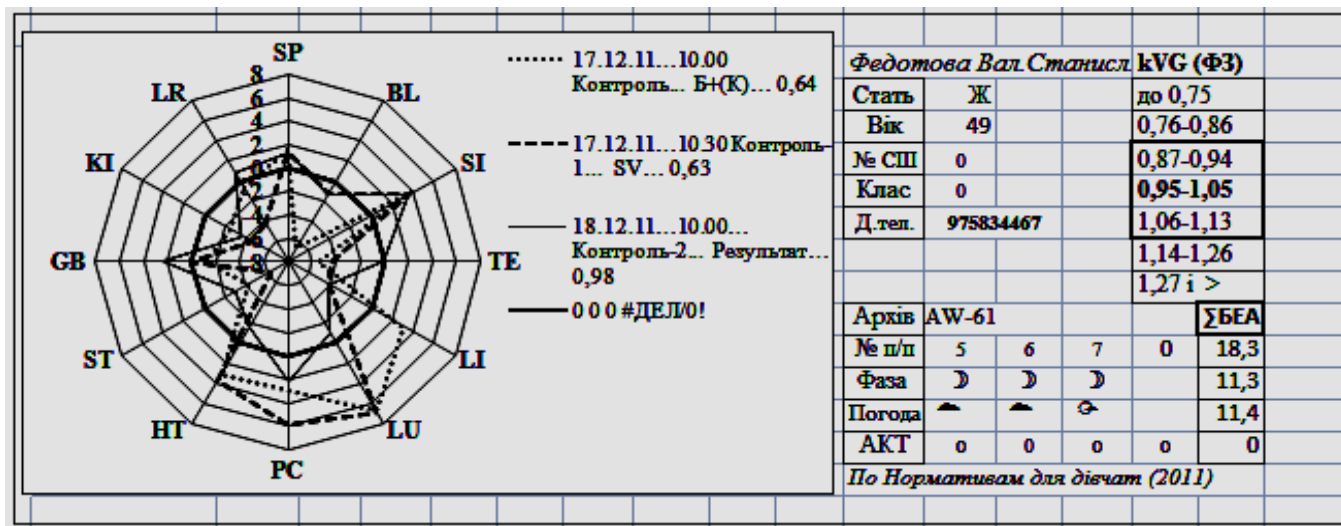 SP
BL
SI
TE
LI
LU
PC
HT
ST
GB
KI
LR
8
6
4
2
0
2
4
6
8
17.12.11...10.00
Контроль... Б+(К)... 0,64
17.12.11...10.30 Контроль-
1... SV... 0,63
18.12.11...10.00...
Контроль-2... Результат...
0,98
0 0 0 #ДЕЛ/0!
Федотова Вал.Станисл. kVG (ФЗ)
Стать Ж до 0,75
Вік 49 0,76-0,86
№ СШ 0 0,87-0,94
Клас 0 0,95-1,05
Д.тел. 975834467 1,06-1,13
1,14-1,26
1,27 і >
Архів AW-61 ∑БЕА
№ п/п 5 6 7 0 18,3
Фаза 11,3
Погода 11,4
АКТ 0 0 0 0 0
По Нормативам для дівчат (2011)